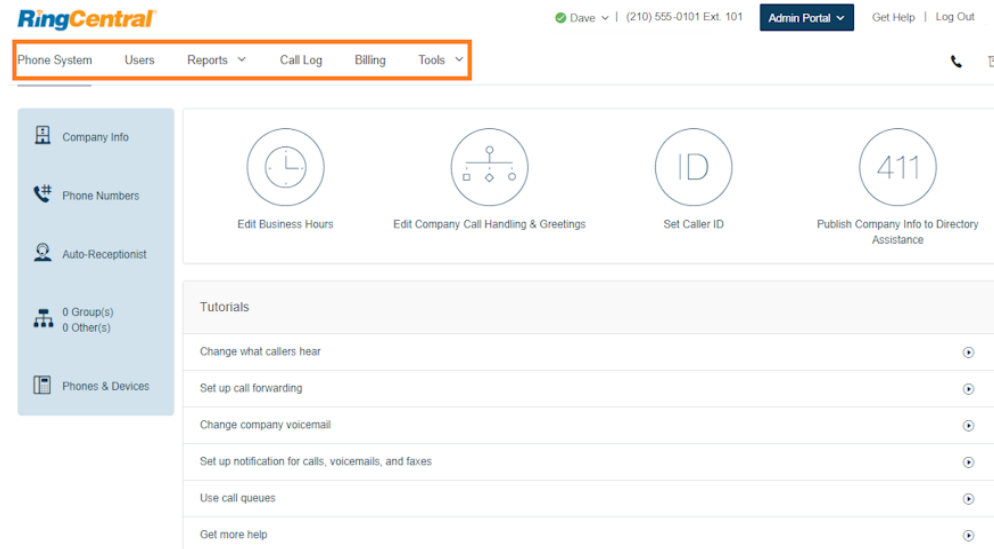 RingCentral
Dave | (210) 555-0101 Ext. 101 Admin Portal Get Help | Log Out
Phone System Users Reports Call Log Billing Tools
Company Info
Phone Numbers
Auto-Receptionist
0 Group(s)
0 Other(s)
Phones & Devices
ID
411
Edit Business Hours
Edit Company Call Handling & Greetings
Set Caller ID
Publish Company Info to Directory
Assistance
Tutorials
Change what callers hear
Set up call forwarding
Change company voicemail
Set up notification for calls, voicemails, and faxes
Use call queues
Get more help